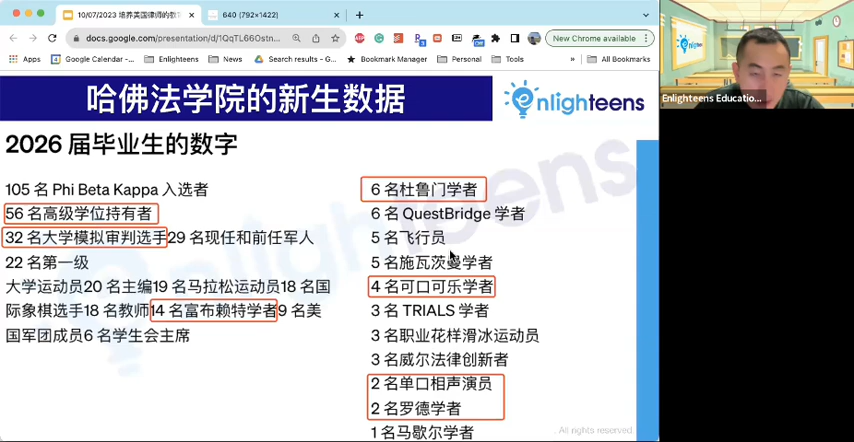 10/07/2023 培养美国律师的数
640 (792×1422)
docs.google.com/presentation/d/1QqTL66Ostn...
New Chrome available
Apps
Google Calendar -...
Enlighteens
News
Search results - G...
Bookmark Manager
Personal
Tools
»
All Bookmarks
哈佛法学院的新生数据
enlighteens
2026 届毕业生的数字
105 名 Phi Beta Kappa 入选者
56 名高级学位持有者
32 名大学模拟审判选手29 名现任和前任军人
22 名第一级
大学运动员20 名主编19 名马拉松运动员18 名国
际象棋选手18 名教师14 名富布赖特学者9 名美
国军团成员6 名学生会主席
6 名杜鲁门学者
6 名 QuestBridge 学者
5 名飞行员
5 名施瓦茨曼学者
4 名可口可乐学者
3 名 TRIALS 学者
3 名职业花样滑冰运动员
3 名威尔法律创新者
2 名单口相声演员
2 名罗德学者
1 名马歇尔学者
All rights reserved
enlighteens
Enlighteens Educatio...